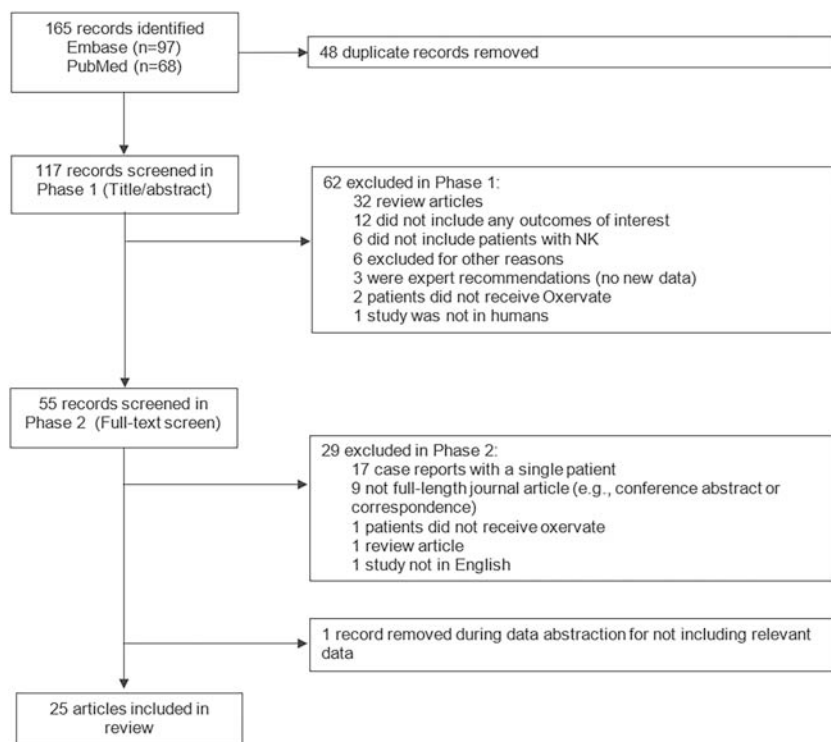 165 records identified
Embase (n=97)
PubMed (n=68)
48 duplicate records removed
117 records screened in
Phase 1 (Title/abstract)
62 excluded in Phase 1:
32 review articles
12 did not include any outcomes of interest
6 did not include patients with NK
6 excluded for other reasons
3 were expert recommendations (no new data)
2 patients did not receive Oxervate
1 study was not in humans
55 records screened in
Phase 2 (Full-text screen)
29 excluded in Phase 2:
17 case reports with a single patient
9 not full-length journal article (e.g., conference abstract or
correspondence)
1 patients did not receive oxervate
1 review article
1 study not in English
1 record removed during data abstraction for not including relevant
data
25 articles included in
review